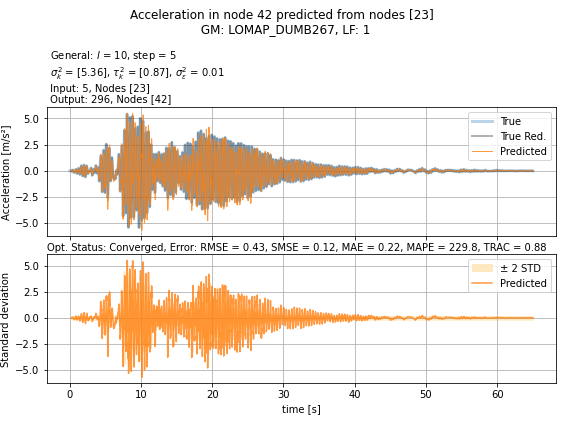 Acceleration in node 42 predicted from nodes [23]
GM: LOMAP_DUMB267, LF: 1
General: l = 10, step = 5
σ²ₖ = [5.36], τ²ₖ = [0.87], σ²_ε = 0.01
Input: 5, Nodes [23]
Output: 296, Nodes [42]
Acceleration [m/s²]
5.0
2.5
0.0
−2.5
−5.0
True
True Red.
Predicted
Opt. Status: Converged, Error: RMSE = 0.43, SMSE = 0.12, MAE = 0.22, MAPE = 229.8, TRAC = 0.88
Standard deviation
5.0
2.5
0.0
−2.5
−5.0
± 2 STD
Predicted
0 10 20 30 40 50 60
time [s]